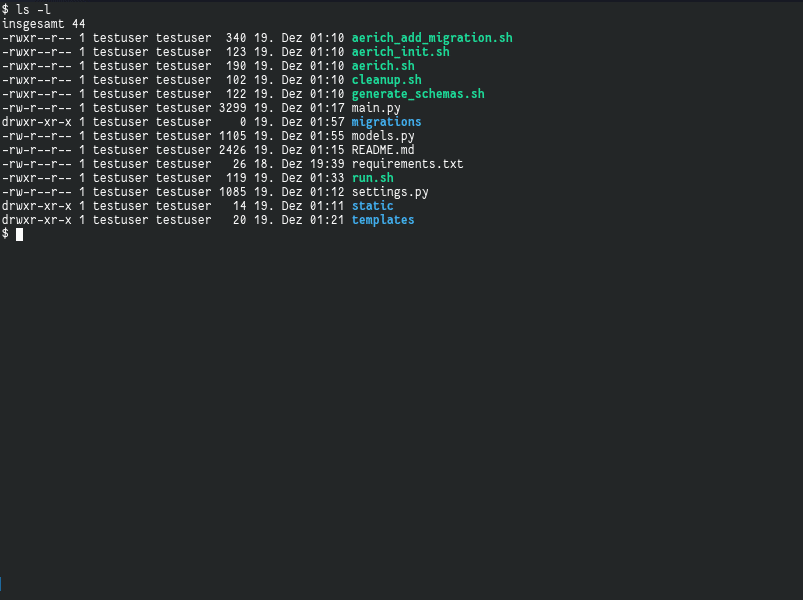 $ ls -l
insgesamt 44
-rwxr--r-- 1 testuser testuser  340 19. Dez 01:10 aerich_add_migration.sh
-rwxr--r-- 1 testuser testuser  123 19. Dez 01:10 aerich_init.sh
-rwxr--r-- 1 testuser testuser  190 19. Dez 01:10 aerich.sh
-rwxr--r-- 1 testuser testuser  102 19. Dez 01:10 cleanup.sh
-rwxr--r-- 1 testuser testuser  122 19. Dez 01:10 generate_schemas.sh
-rw-r--r-- 1 testuser testuser 3299 19. Dez 01:17 main.py
drwxr-xr-x 1 testuser testuser    0 19. Dez 01:57 migrations
-rw-r--r-- 1 testuser testuser 1105 19. Dez 01:55 models.py
-rw-r--r-- 1 testuser testuser 2426 19. Dez 01:15 README.md
-rw-r--r-- 1 testuser testuser   26 18. Dez 19:39 requirements.txt
-rwxr--r-- 1 testuser testuser  119 19. Dez 01:33 run.sh
-rw-r--r-- 1 testuser testuser 1085 19. Dez 01:12 settings.py
drwxr-xr-x 1 testuser testuser   14 19. Dez 01:11 static
drwxr-xr-x 1 testuser testuser   20 19. Dez 01:21 templates
$